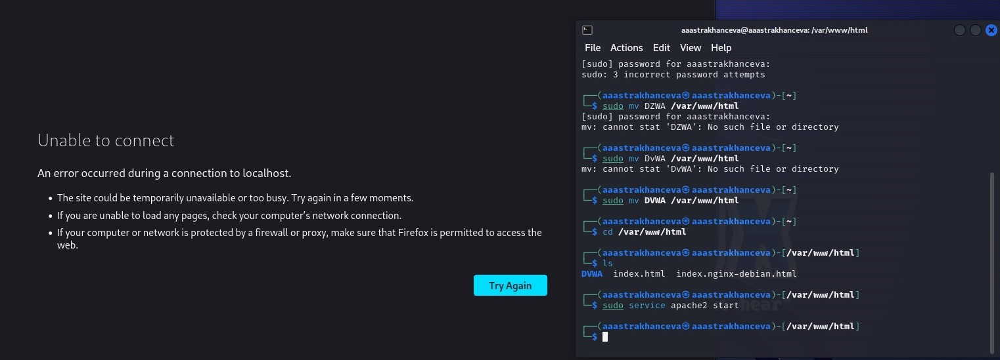 Unable to connect
An error occurred during a connection to localhost.
• The site could be temporarily unavailable or too busy. Try again in a few moments.
• If you are unable to load any pages, check your computer’s network connection.
• If your computer or network is protected by a firewall or proxy, make sure that Firefox is permitted to access the
web.
Try Again
aaastrakhanceva@aaastrakhanceva: /var/www/html
File Actions Edit View Help
[sudo] password for aaastrakhanceva:
sudo: 3 incorrect password attempts
┌──(aaastrakhanceva㉿aaastrakhanceva)-[~]
└─$ sudo mv DZWA /var/www/html
[sudo] password for aaastrakhanceva:
mv: cannot stat 'DZWA': No such file or directory
┌──(aaastrakhanceva㉿aaastrakhanceva)-[~]
└─$ sudo mv DvWA /var/www/html
mv: cannot stat 'DvWA': No such file or directory
┌──(aaastrakhanceva㉿aaastrakhanceva)-[~]
└─$ sudo mv DVWA /var/www/html
┌──(aaastrakhanceva㉿aaastrakhanceva)-[~]
└─$ cd /var/www/html
┌──(aaastrakhanceva㉿aaastrakhanceva)-[/var/www/html]
└─$ ls
DVWA index.html index.nginx-debian.html
┌──(aaastrakhanceva㉿aaastrakhanceva)-[/var/www/html]
└─$ sudo service apache2 start
┌──(aaastrakhanceva㉿aaastrakhanceva)-[/var/www/html]
└─$